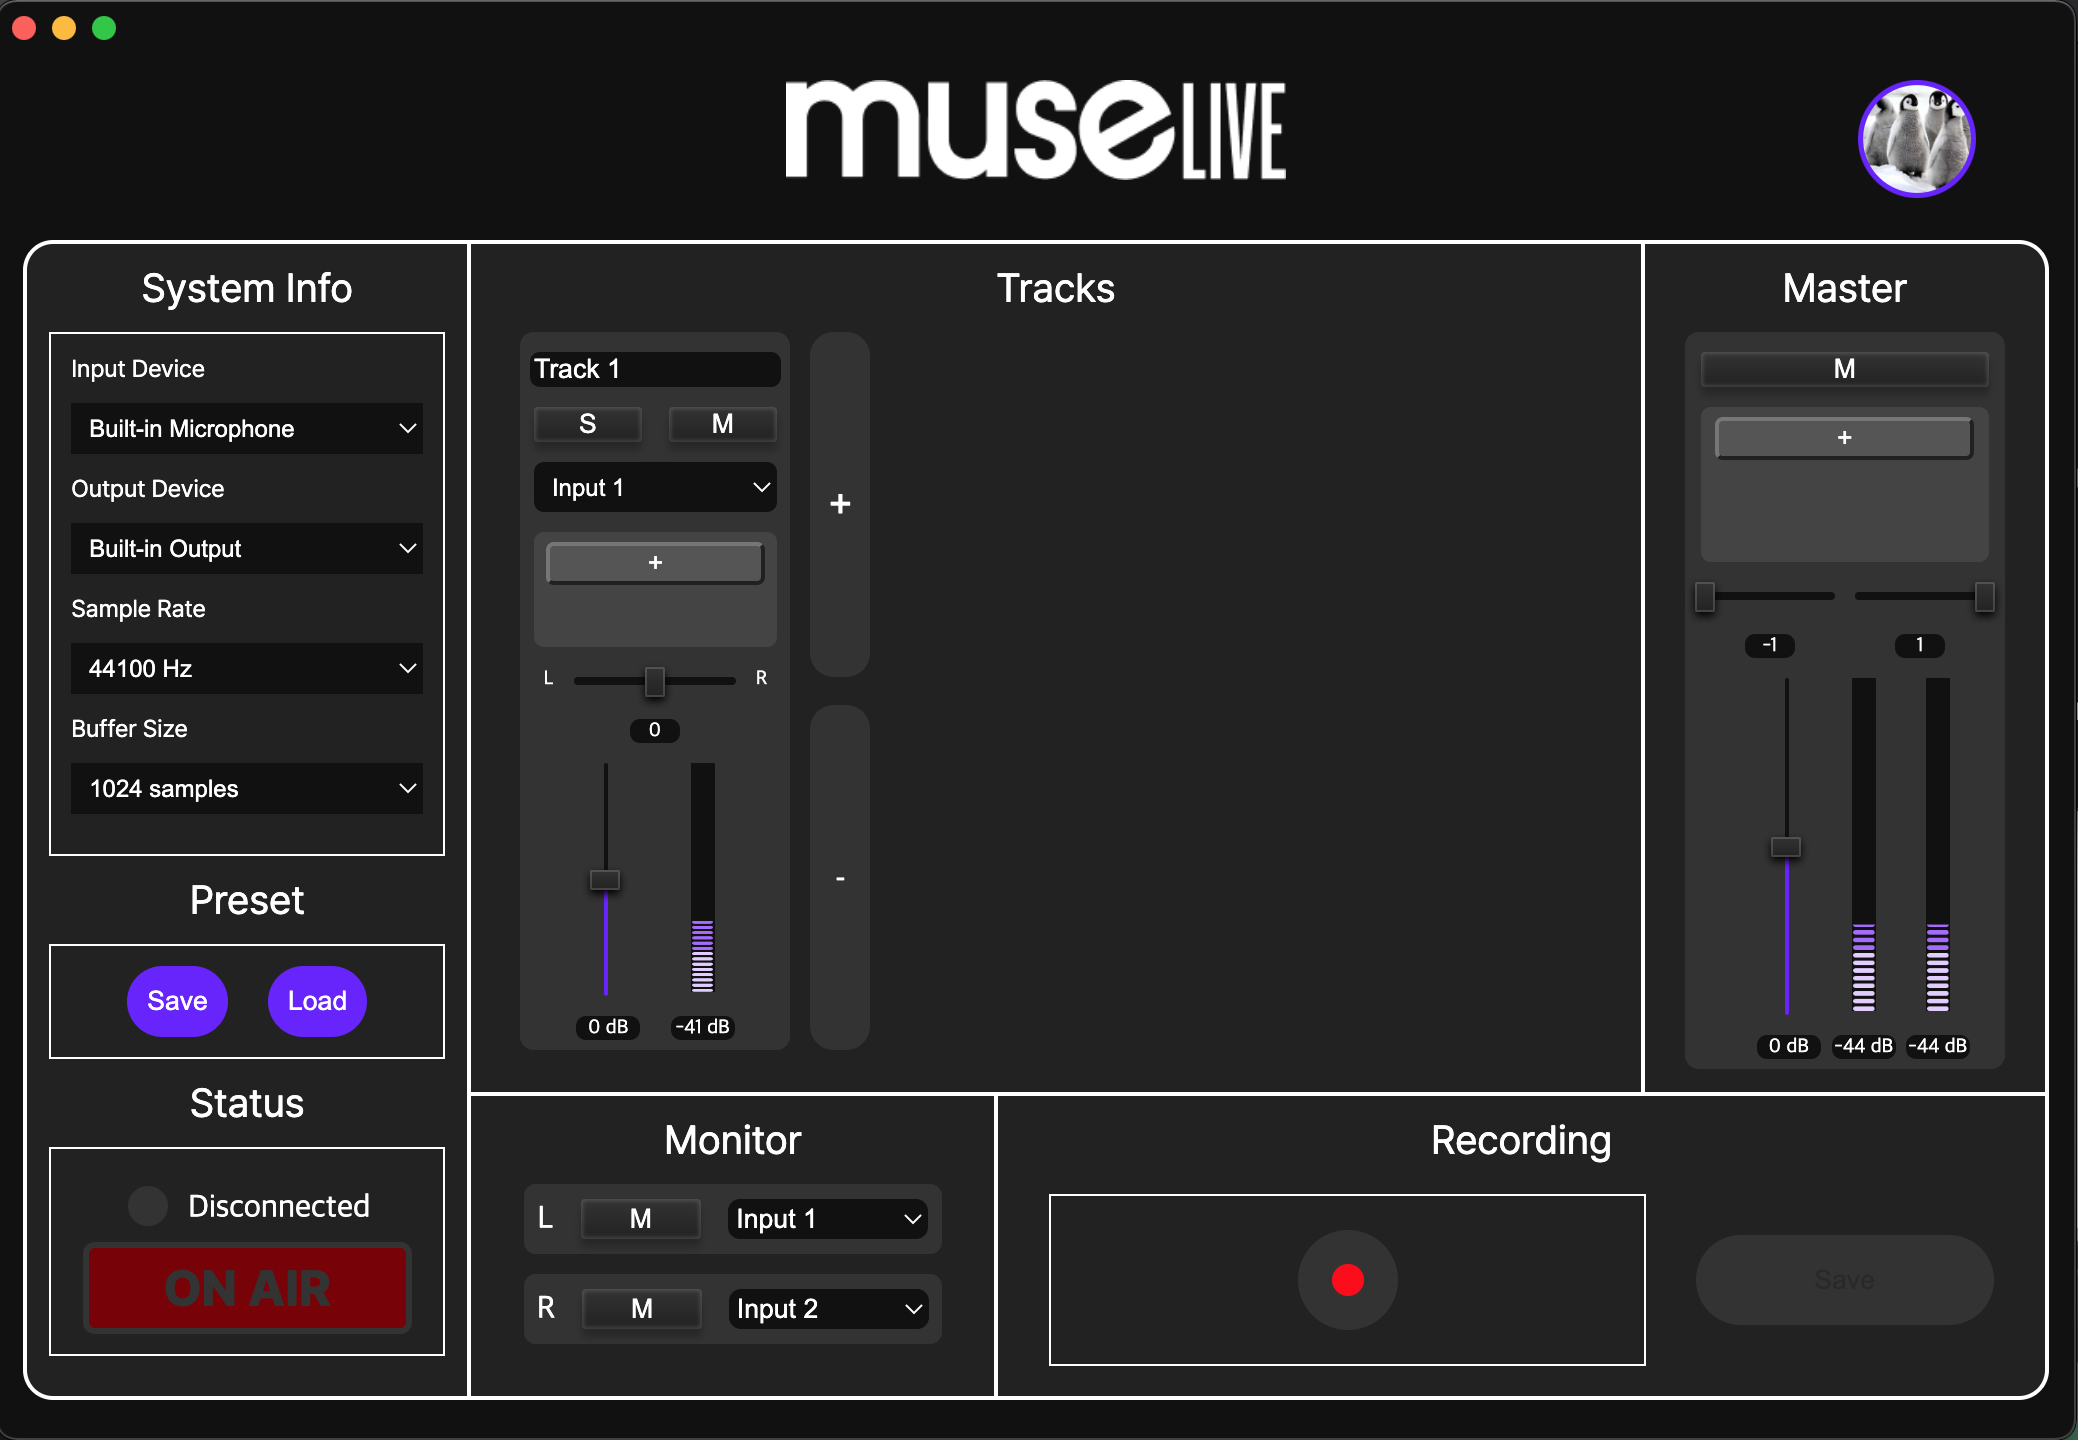 muse LIVE
System Info
Input Device
Built-in Microphone
Output Device
Built-in Output
Sample Rate
44100 Hz
Buffer Size
1024 samples
Preset
Save
Load
Status
Disconnected
ON AIR
Tracks
Track 1
S
M
Input 1
+
L
R
0
0 dB
-41 dB
+
-
Master
M
+
-1
1
0 dB
-44 dB
-44 dB
Monitor
L
M
Input 1
R
M
Input 2
Recording
Save